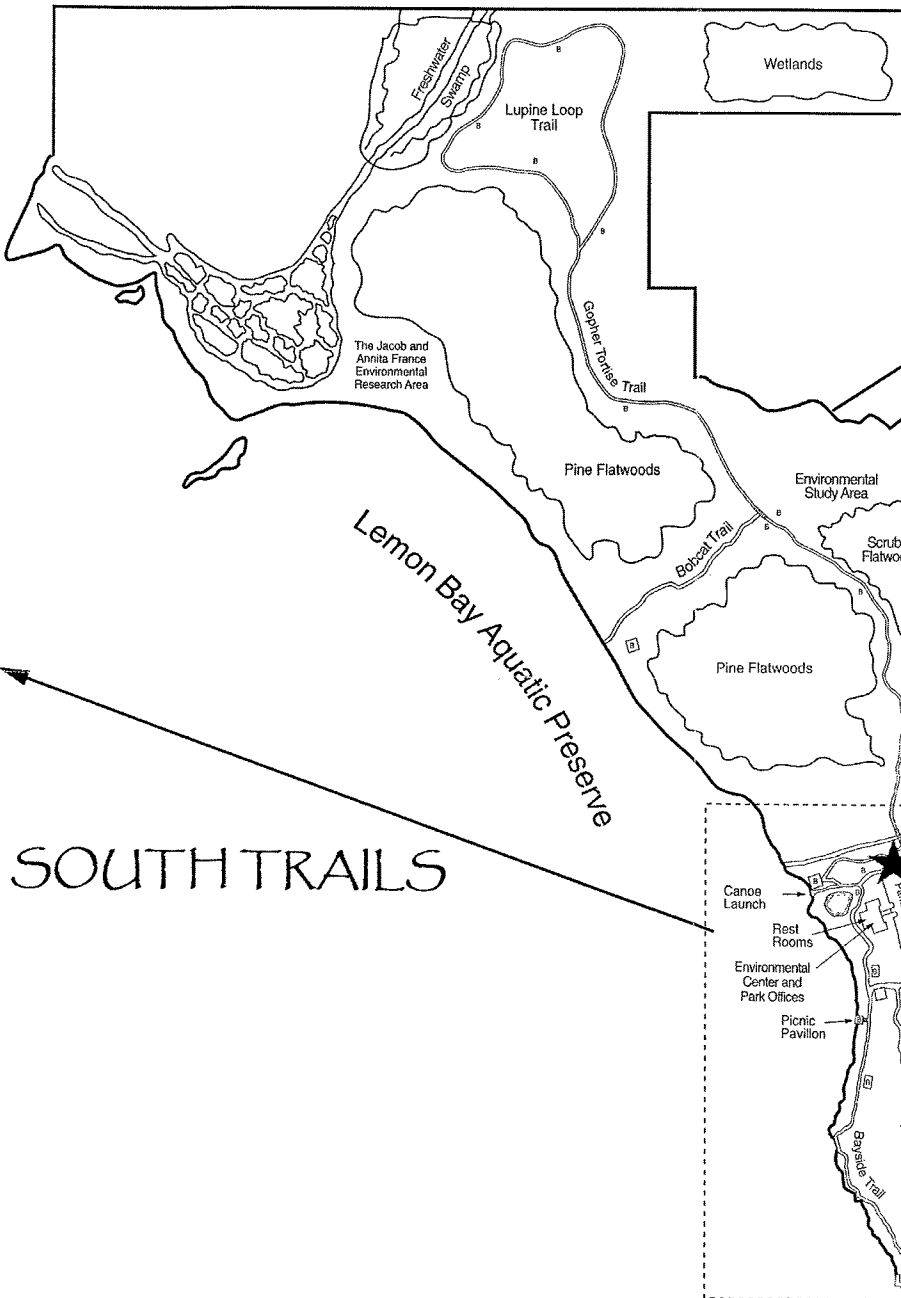 Freshwater
Swamp
Wetlands
Lupine Loop
Trail
B
B
B
B
Gopher Tortise Trail
B
The Jacob and
Annita France
Environmental
Research Area
Pine Flatwoods
Environmental
Study Area
B
B
Scrub
Bobcat Trail
B
B
Pine Flatwoods
Lemon Bay Aquatic Preserve
SOUTH TRAILS
B
B
B
Canoe
Launch
Rest
Rooms
Environmental
Center and
Park Offices
B
Picnic
Pavillon
B
B
Bayside Trail